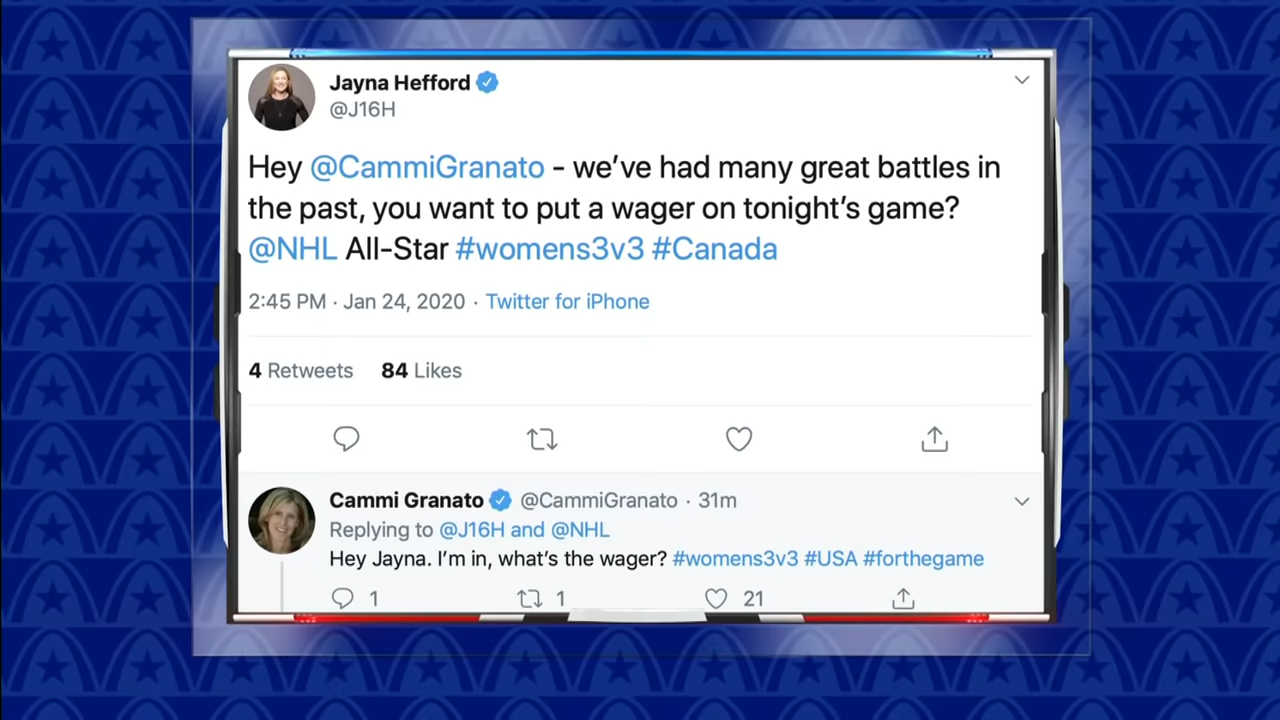 Jayna Hefford
@J16H
Hey @CammiGranato - we’ve had many great battles in
the past, you want to put a wager on tonight’s game?
@NHL All-Star #womens3v3 #Canada
2:45 PM · Jan 24, 2020 · Twitter for iPhone
4 Retweets 84 Likes
Cammi Granato @CammiGranato · 31m
Replying to @J16H and @NHL
Hey Jayna. I’m in, what’s the wager? #womens3v3 #USA #forthegame
1 1 21